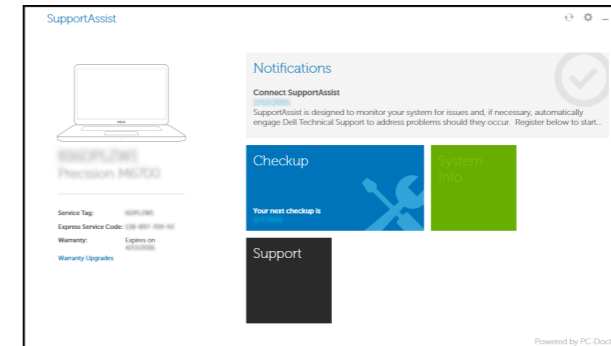 SupportAssist
Notifications
Connect SupportAssist
SupportAssist is designed to monitor your system for issues and, if necessary, automatically
engage Dell Technical Support to address problems should they occur. Register below to start...
Precision M6700
Service Tag:
Express Service Code:
Warranty: Expires on
Warranty Upgrades
Checkup
Your next checkup is
System
Info
Support
Powered by PC-Doct